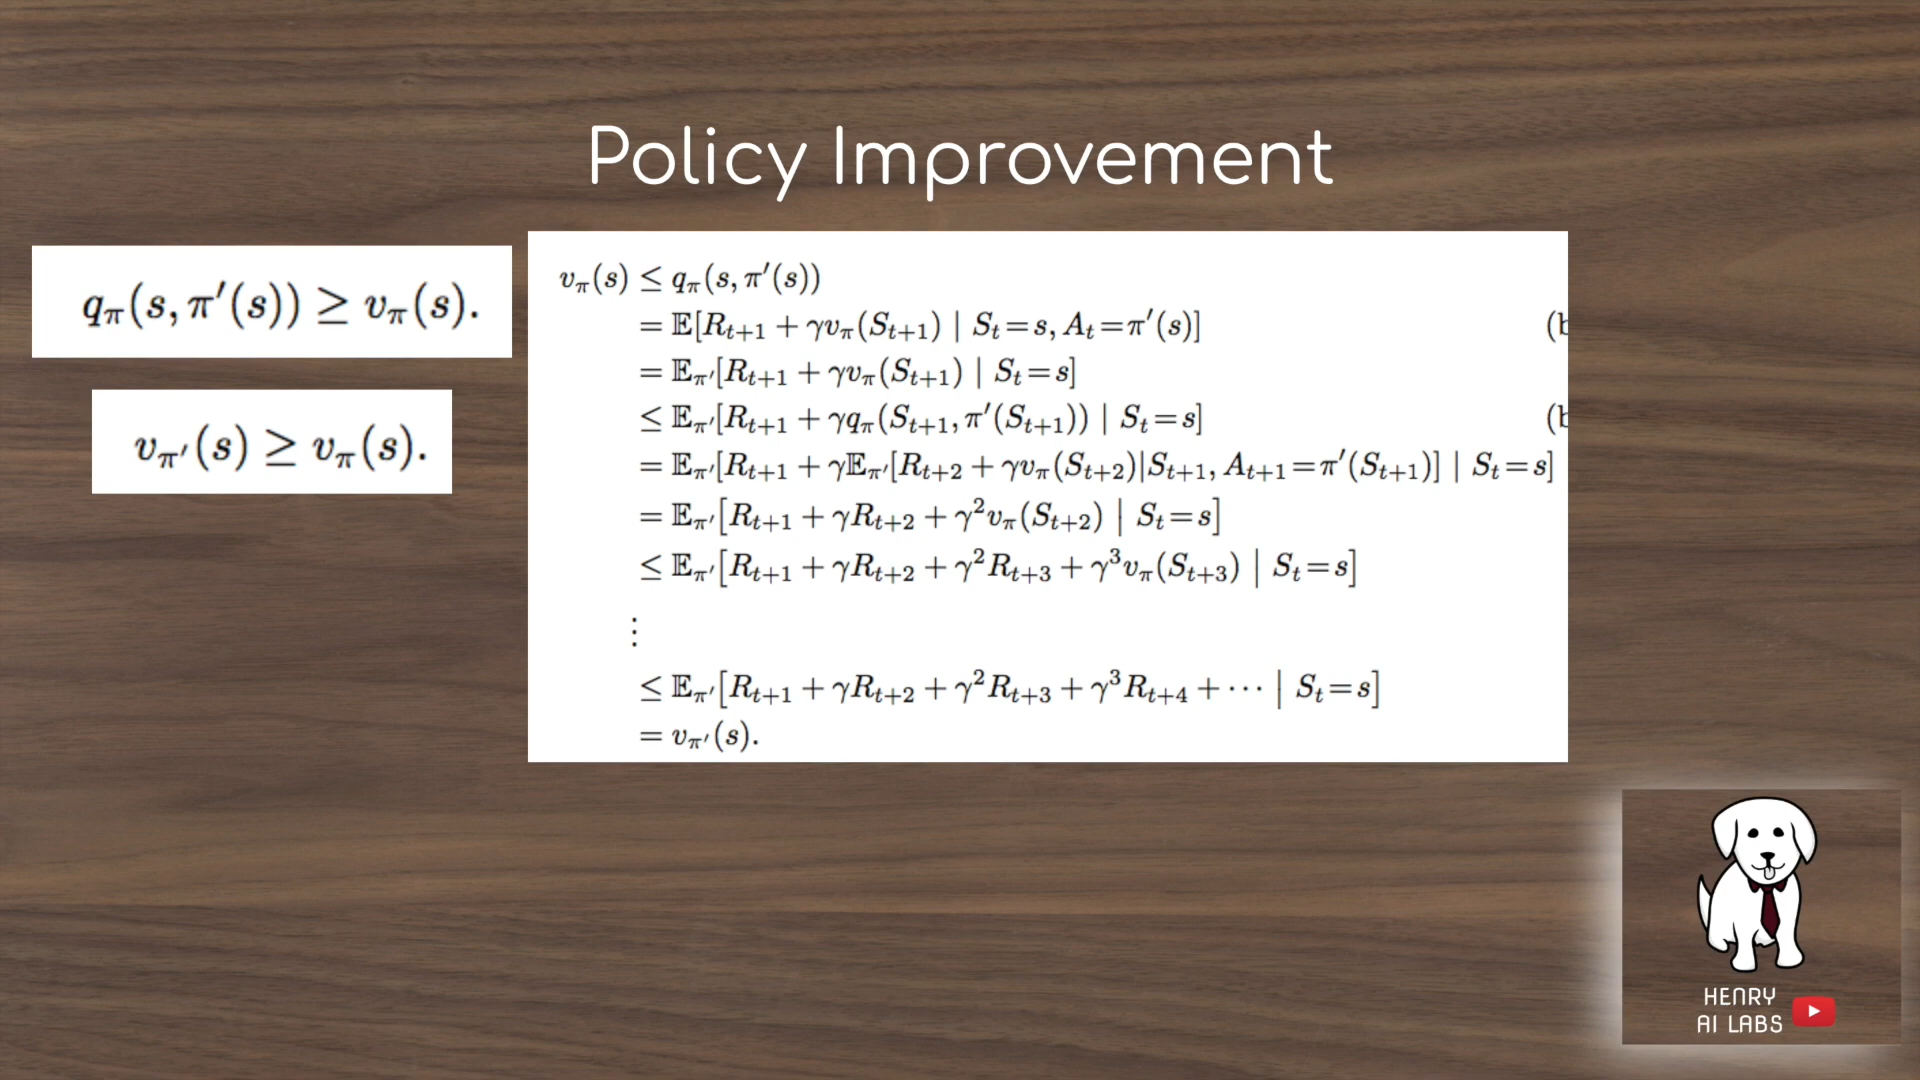 Policy Improvement
qπ(s, π′(s)) ≥ vπ(s).
vπ′(s) ≥ vπ(s).
vπ(s) ≤ qπ(s, π′(s))
= 𝔼[Rt+1 + γvπ(St+1) | St=s, At=π′(s)]
= 𝔼π′[Rt+1 + γvπ(St+1) | St=s]
≤ 𝔼π′[Rt+1 + γqπ(St+1, π′(St+1)) | St=s]
= 𝔼π′[Rt+1 + γ𝔼π′[Rt+2 + γvπ(St+2)|St+1, At+1=π′(St+1)] | St=s]
= 𝔼π′[Rt+1 + γRt+2 + γ²vπ(St+2) | St=s]
≤ 𝔼π′[Rt+1 + γRt+2 + γ²Rt+3 + γ³vπ(St+3) | St=s]
⋮
≤ 𝔼π′[Rt+1 + γRt+2 + γ²Rt+3 + γ³Rt+4 + ⋯ | St=s]
= vπ′(s).
HENRY
AI LABS